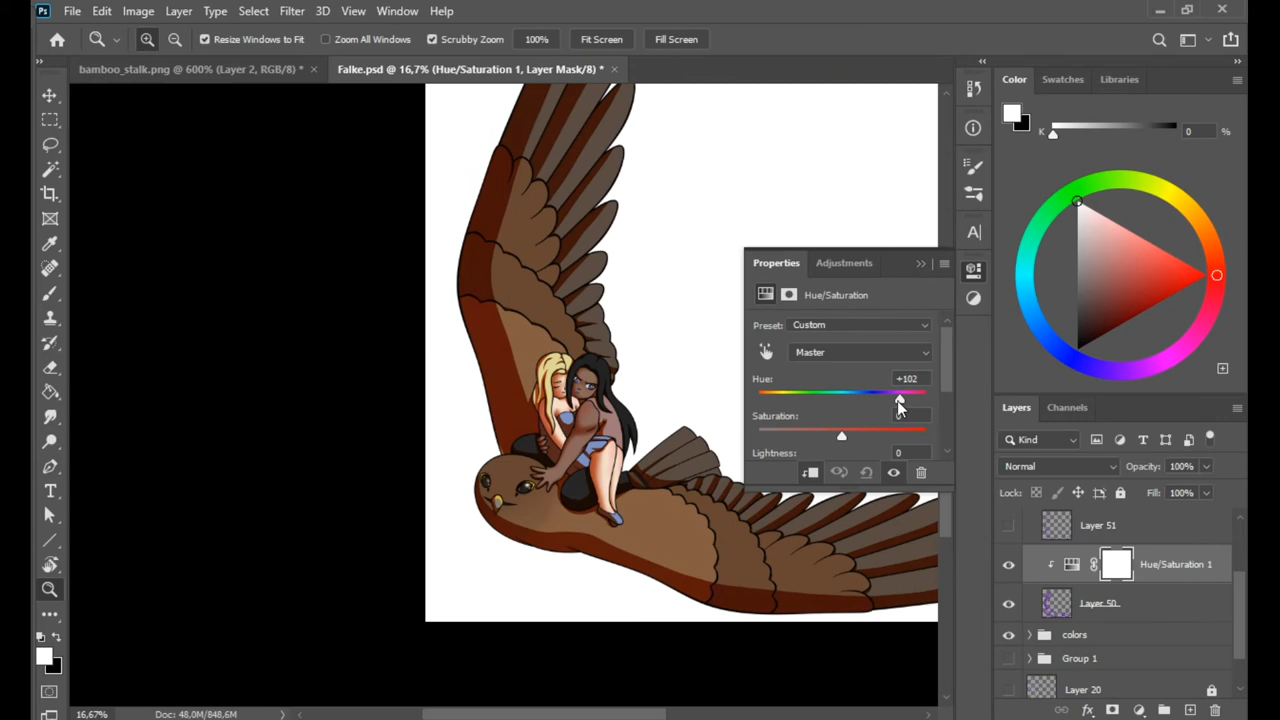 Ps File Edit Image Layer Type Select Filter 3D View Window Help
Resize Windows to Fit Zoom All Windows Scrubby Zoom 100% Fit Screen Fill Screen
bamboo_stalk.png @ 600% (Layer 2, RGB/8) * × Falke.psd @ 16,7% (Hue/Saturation 1, Layer Mask/8) * ×
Color Swatches Libraries
K 0 %
Properties Adjustments
Hue/Saturation
Preset: Custom
Master
Hue: +102
Saturation:
Lightness: 0
Layers Channels
Kind
Normal Opacity: 100%
Lock: Fill: 100%
Layer 51
Hue/Saturation 1
Layer 50
colors
Group 1
Layer 20
16,67% Doc: 48,0M/848,6M